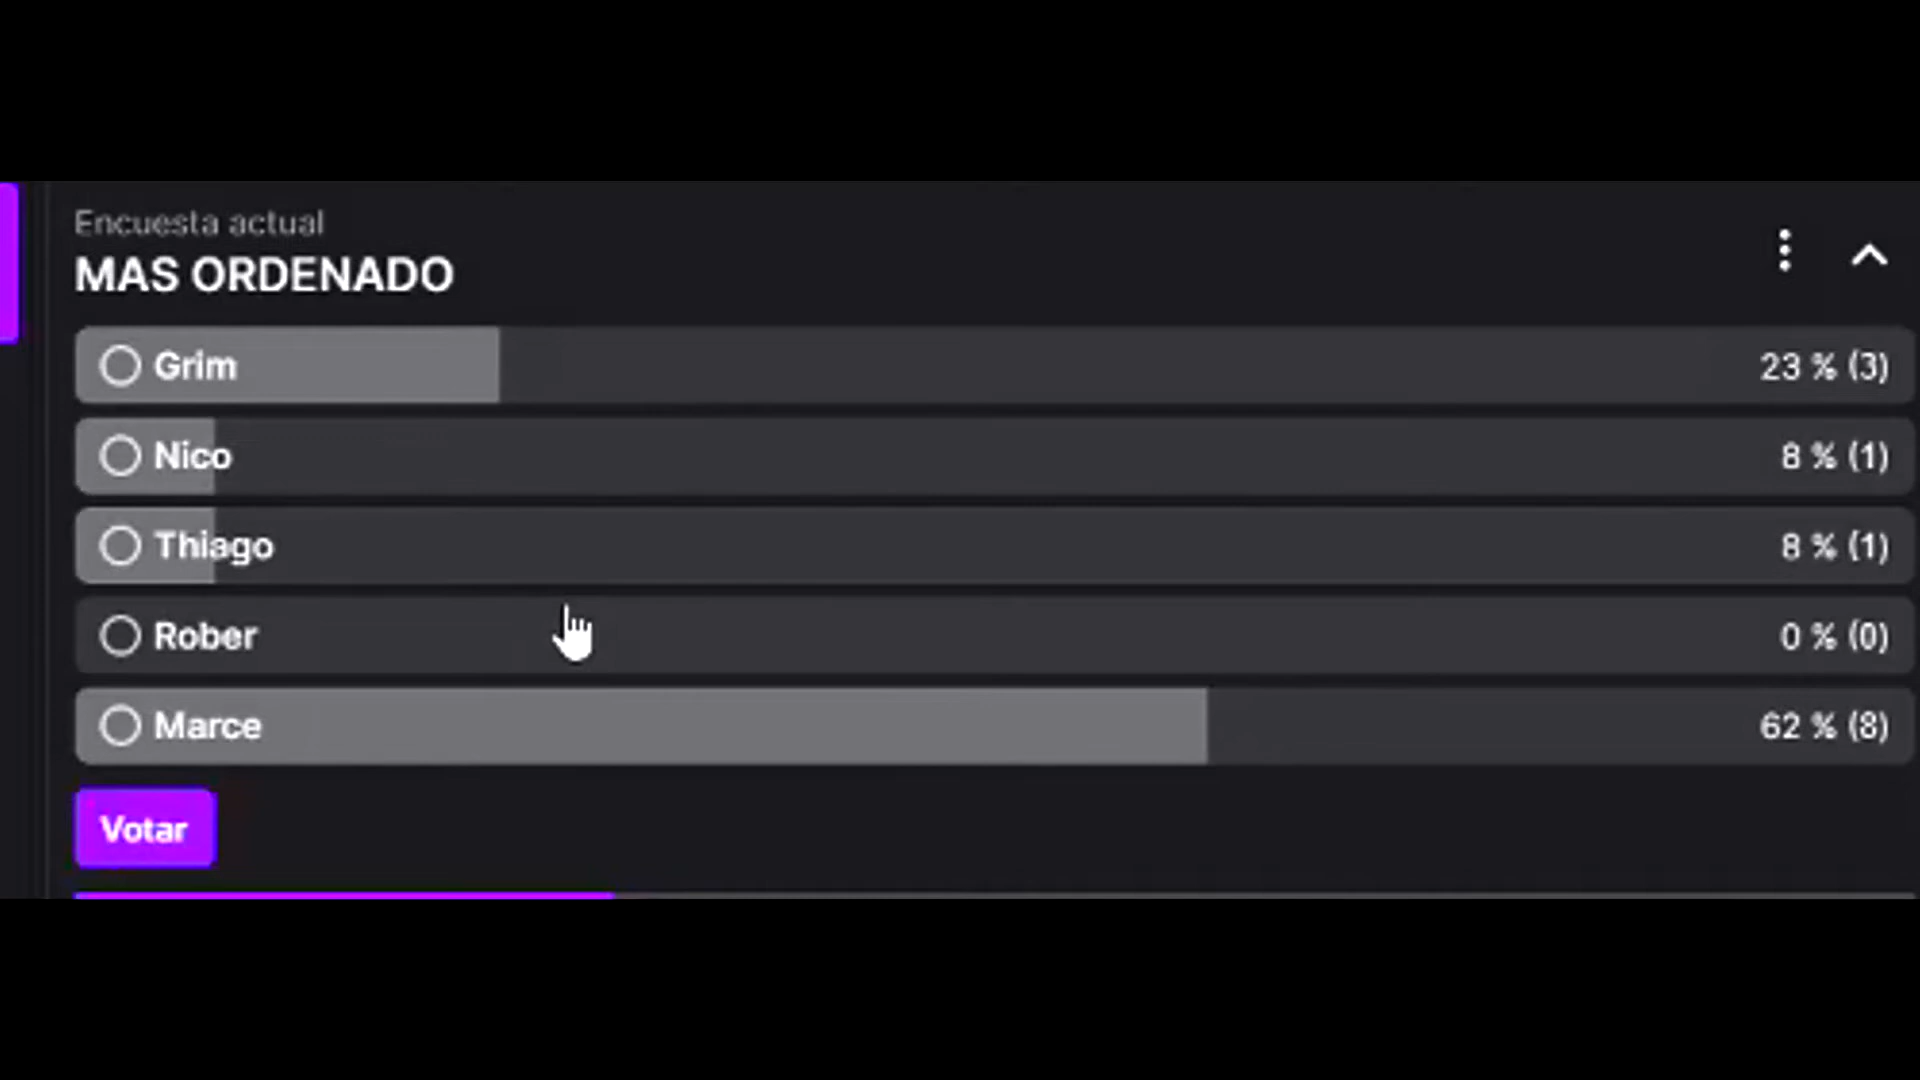 Encuesta actual
MAS ORDENADO
Grim 23 % (3)
Nico 8 % (1)
Thiago 8 % (1)
Rober 0 % (0)
Marce 62 % (8)
Votar